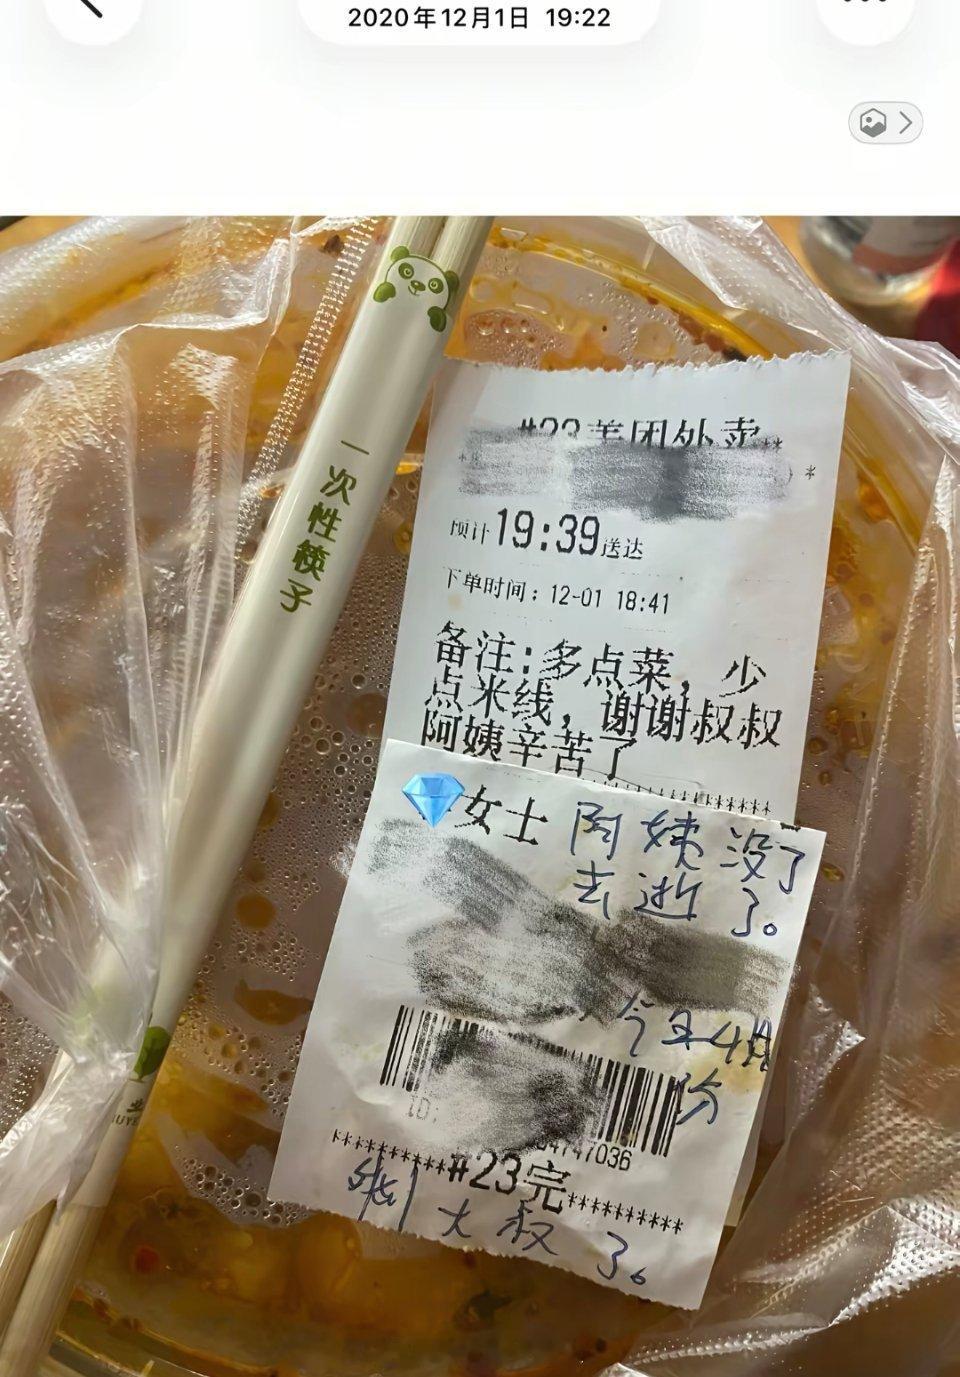 2020年12月1日 19:22
一次性筷子
#23美团外卖**
*
预计19:39送达
下单时间：12-01 18:41
备注：多点菜，少
点米线，谢谢叔叔
阿姨辛苦了
女士
阿姨没了
去逝了。
今年4月
份
ID:
34747036
**********#23完**********
剩大叔了。